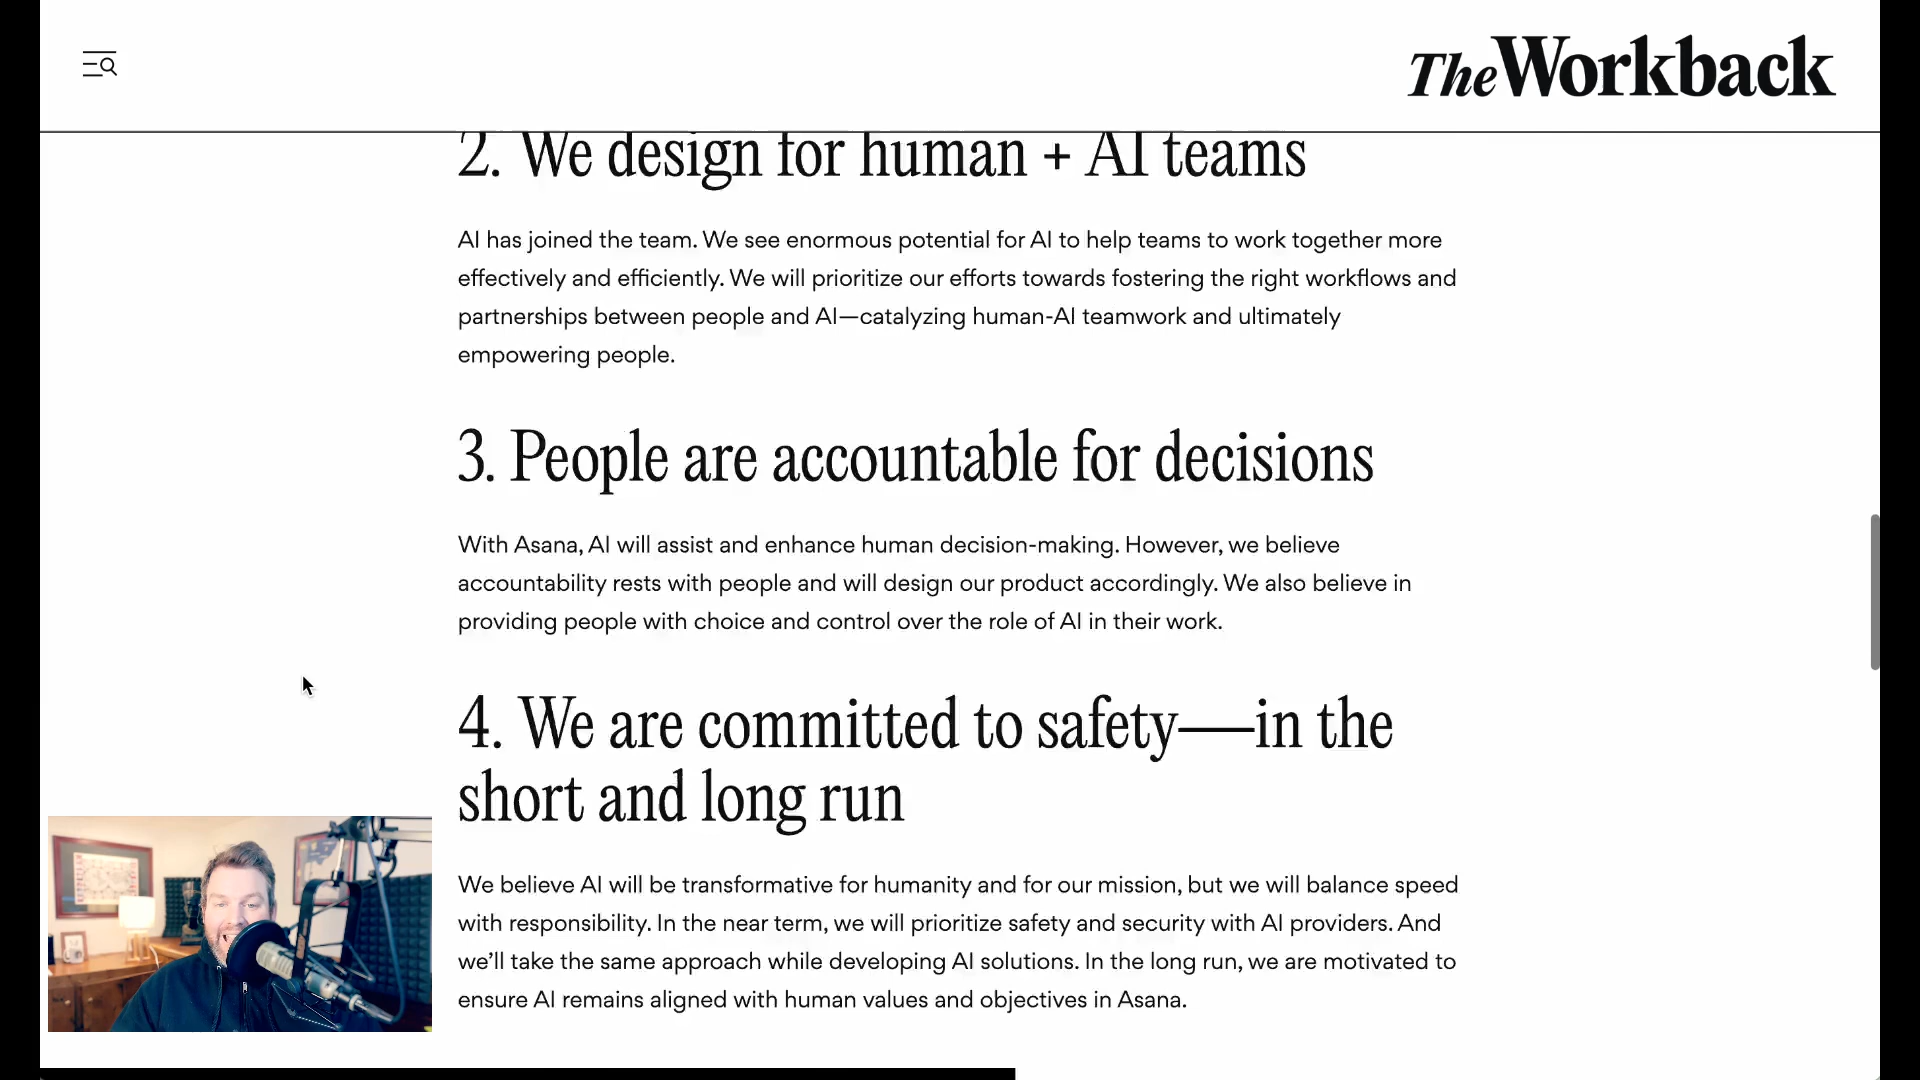 The Workback
2. We design for human + AI teams
AI has joined the team. We see enormous potential for AI to help teams to work together more
effectively and efficiently. We will prioritize our efforts towards fostering the right workflows and
partnerships between people and AI—catalyzing human-AI teamwork and ultimately
empowering people.
3. People are accountable for decisions
With Asana, AI will assist and enhance human decision-making. However, we believe
accountability rests with people and will design our product accordingly. We also believe in
providing people with choice and control over the role of AI in their work.
4. We are committed to safety—in the
short and long run
We believe AI will be transformative for humanity and for our mission, but we will balance speed
with responsibility. In the near term, we will prioritize safety and security with AI providers. And
we’ll take the same approach while developing AI solutions. In the long run, we are motivated to
ensure AI remains aligned with human values and objectives in Asana.